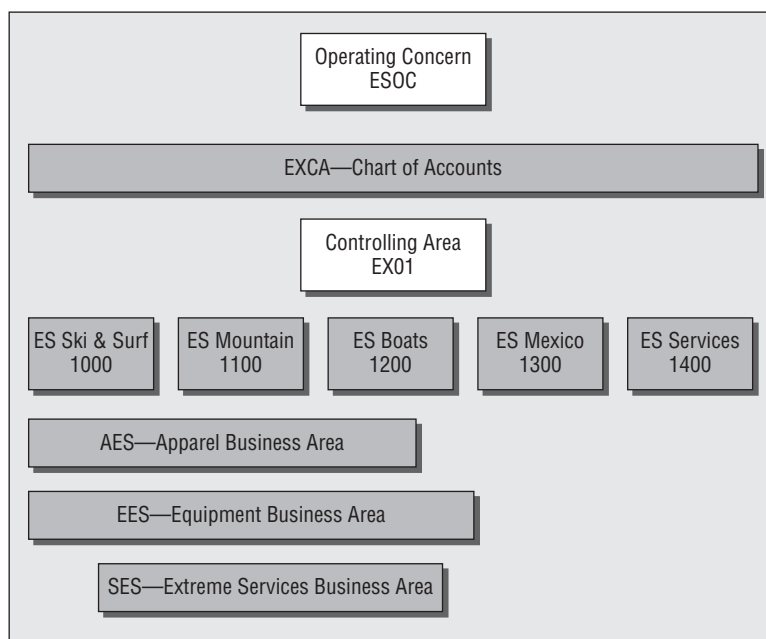 Operating Concern
ESOC
EXCA—Chart of Accounts
Controlling Area
EX01
ES Ski & Surf
1000
ES Mountain
1100
ES Boats
1200
ES Mexico
1300
ES Services
1400
AES—Apparel Business Area
EES—Equipment Business Area
SES—Extreme Services Business Area